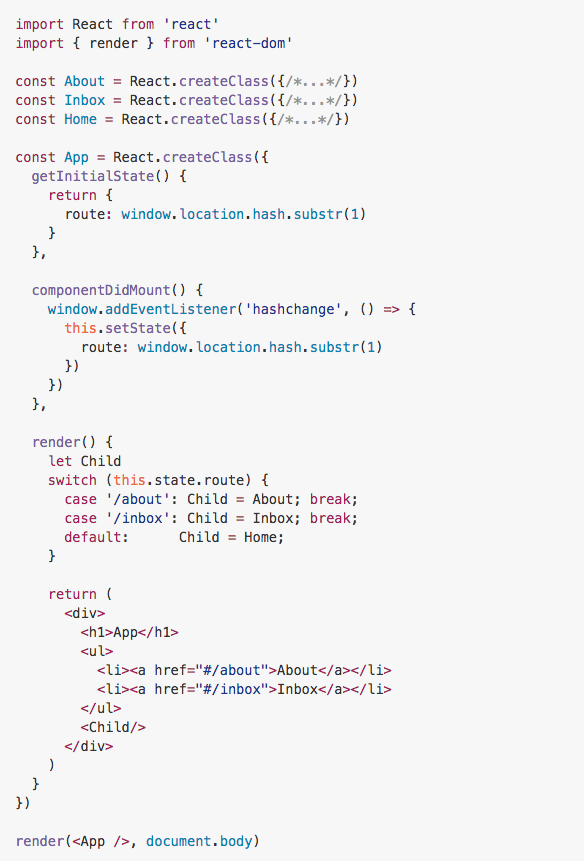 import React from 'react'
import { render } from 'react-dom'

const About = React.createClass({/*...*/})
const Inbox = React.createClass({/*...*/})
const Home = React.createClass({/*...*/})

const App = React.createClass({
  getInitialState() {
    return {
      route: window.location.hash.substr(1)
    }
  },

  componentDidMount() {
    window.addEventListener('hashchange', () => {
      this.setState({
        route: window.location.hash.substr(1)
      })
    })
  },

  render() {
    let Child
    switch (this.state.route) {
      case '/about': Child = About; break;
      case '/inbox': Child = Inbox; break;
      default:      Child = Home;
    }

    return (
      <div>
        <h1>App</h1>
        <ul>
          <li><a href="#/about">About</a></li>
          <li><a href="#/inbox">Inbox</a></li>
        </ul>
        <Child/>
      </div>
    )
  }
})

render(<App />, document.body)